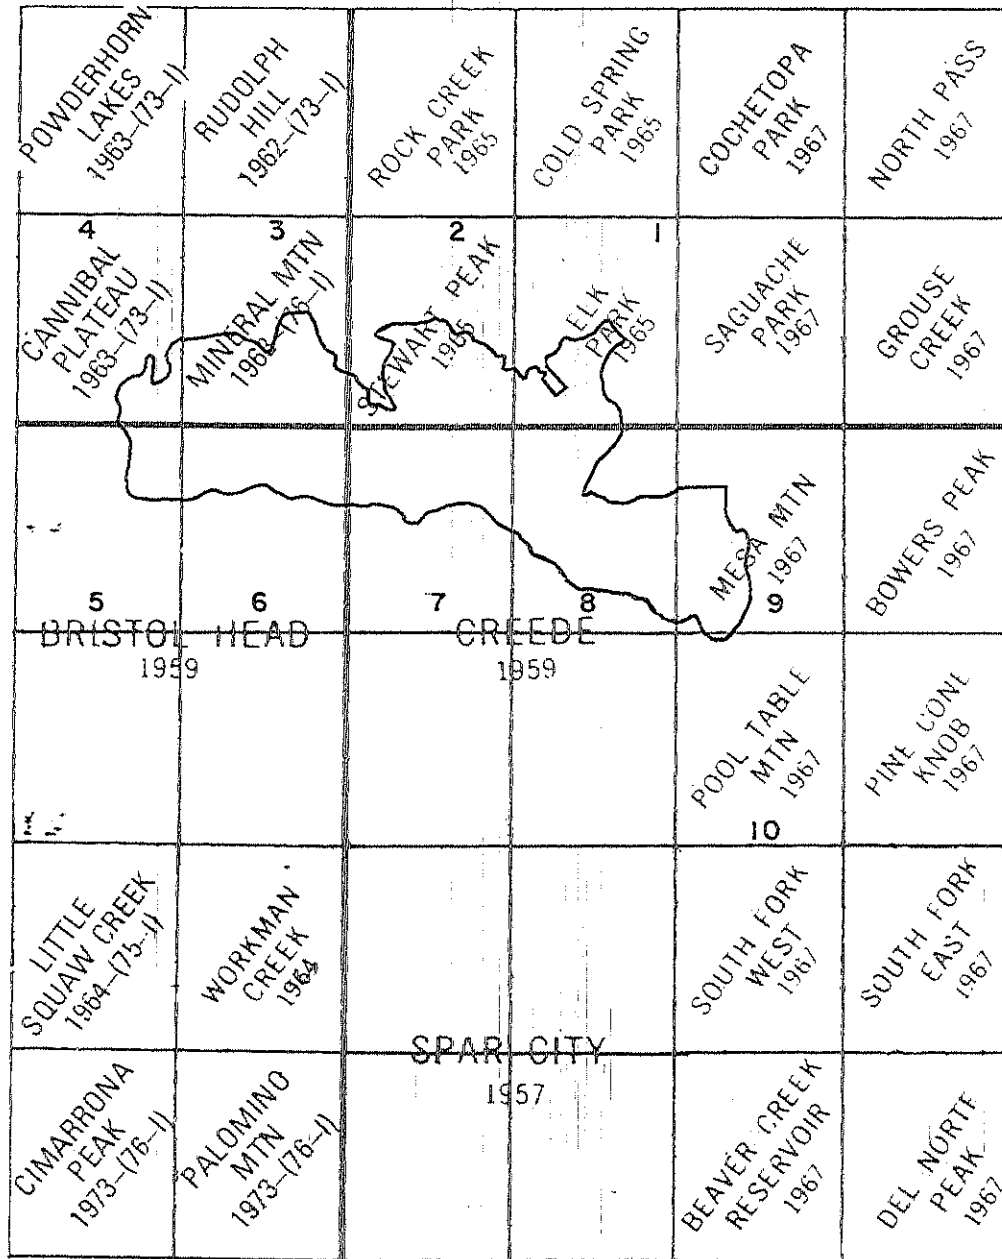 POWDERHORN
LAKES
1963-(73-I)
RUDOLPH
HILL
1962-(73-I)
ROCK CREEK
PARK
1965
COLD SPRING
PARK
1965
COCHETOPA
PARK
1967
NORTH PASS
1967
4
3
2
1
CANNIBAL
PLATEAU
1963-(73-I)
MINERAL MTN
(76-I)
STEWART PEAK
1965
ELK
PARK
1965
SAGUACHE
PARK
1967
GROUSE
CREEK
1967
MESA MTN
1967
BOWERS PEAK
1967
5
6
7
8
9
BRISTOL HEAD
1959
CREEDE
1959
POOL TABLE
MTN
1967
PINE CONE
KNOB
1967
10
LITTLE
SQUAW CREEK
1964-(75-I)
WORKMAN
CREEK
1964
SOUTH FORK
WEST
1967
SOUTH FORK
EAST
1967
SPAR CITY
1957
CIMARRONA
PEAK
1973-(76-I)
PALOMINO
MTN
1973-(76-I)
BEAVER CREEK
RESERVOIR
1967
DEL NORTE
PEAK
1967